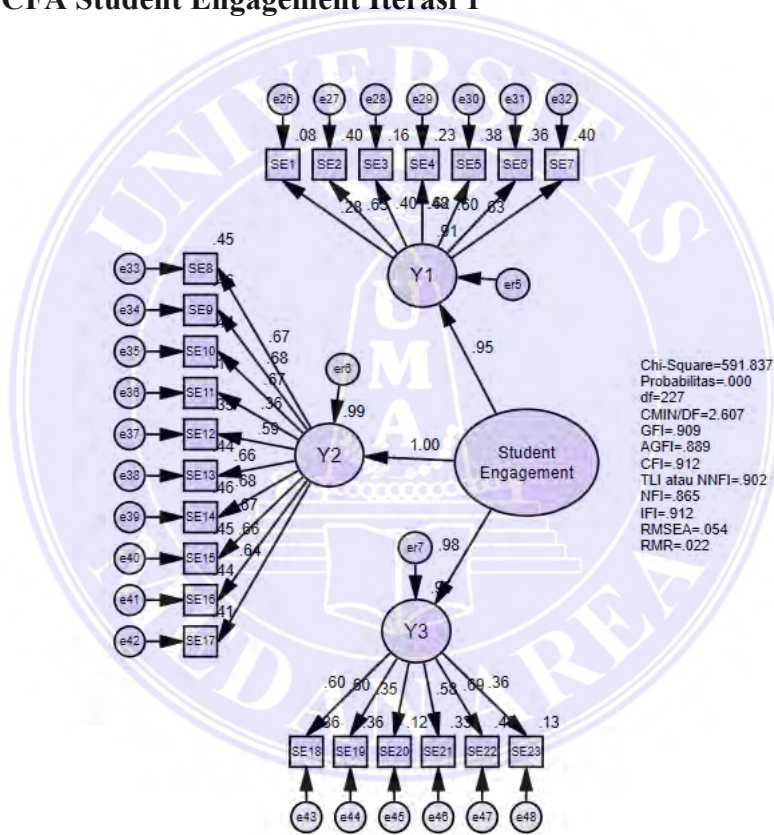 CFA Student Engagement Iterasi 1
e26 e27 e28 e29 e30 e31 e32
.08 .40 .16 .23 .38 .36 .40
SE1 SE2 SE3 SE4 SE5 SE6 SE7
.28 .63 .40 .48 .60 .63
.91
Y1
er5
.95
.45
e33 SE8
e34 SE9
e35 SE10
e36 SE11
e37 SE12
.44
e38 SE13
.46
e39 SE14
.45
e40 SE15
.44
e41 SE16
.41
e42 SE17
.67
.68
.67
.36
.59
.66
.68
.67
.66
.64
er6
.99
Y2
1.00
Student
Engagement
Chi-Square=591.837
Probabilitas=.000
df=227
CMIN/DF=2.607
GFI=.909
AGFI=.889
CFI=.912
TLI atau NNFI=.902
NFI=.865
IFI=.912
RMSEA=.054
RMR=.022
er7
.98
Y3
.60 .60 .35 .58 .69 .36
.36 .12 .33 .13
SE18 SE19 SE20 SE21 SE22 SE23
e43 e44 e45 e46 e47 e48
UNIVERSITAS
UMA
MEDAN AREA